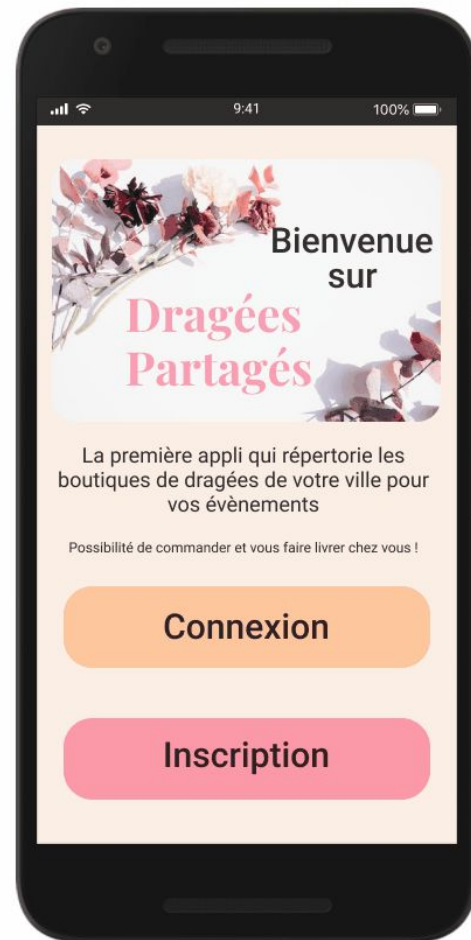 9:41
100%
Bienvenue
sur
Dragées
Partagés
La première appli qui répertorie les
boutiques de dragées de votre ville pour
vos évènements
Possibilité de commander et vous faire livrer chez vous !
Connexion
Inscription